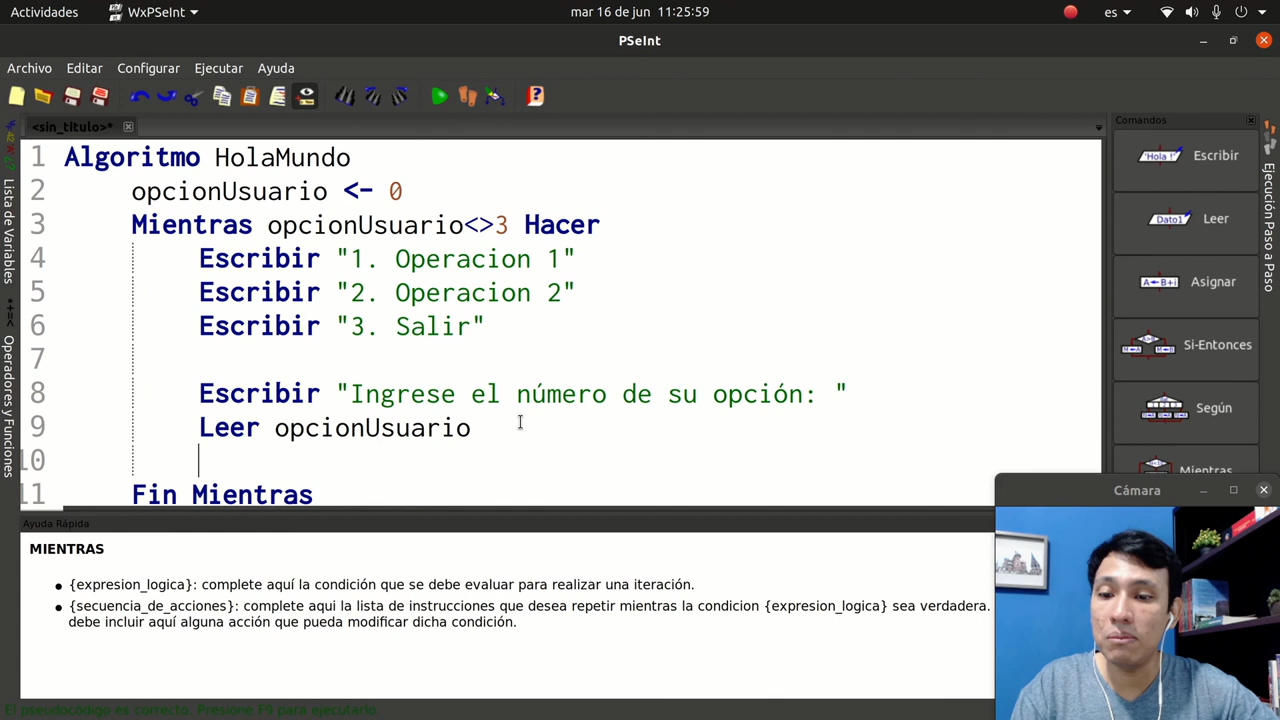 Actividades WxPSeInt mar 16 de jun 11:25:59 es
PSeInt
Archivo Editar Configurar Ejecutar Ayuda
<sin_titulo>*
Comandos
1 Algoritmo HolaMundo
2 opcionUsuario <- 0
3 Mientras opcionUsuario<>3 Hacer
4 Escribir "1. Operacion 1"
5 Escribir "2. Operacion 2"
6 Escribir "3. Salir"
7
8 Escribir "Ingrese el número de su opción: "
9 Leer opcionUsuario
10
11 Fin Mientras
Lista de Variables
Operadores y Funciones
'Hola !' Escribir
Dato1 Leer
A←B+i Asignar
Si-Entonces
Según
Mientras
Ejecución Paso a Paso
Ayuda Rápida
MIENTRAS
• {expresion_logica}: complete aquí la condición que se debe evaluar para realizar una iteración.
• {secuencia_de_acciones}: complete aqui la lista de instrucciones que desea repetir mientras la condicion {expresion_logica} sea verdadera.
debe incluir aquí alguna acción que pueda modificar dicha condición.
Cámara
El pseudocódigo es correcto. Presione F9 para ejecutarlo.